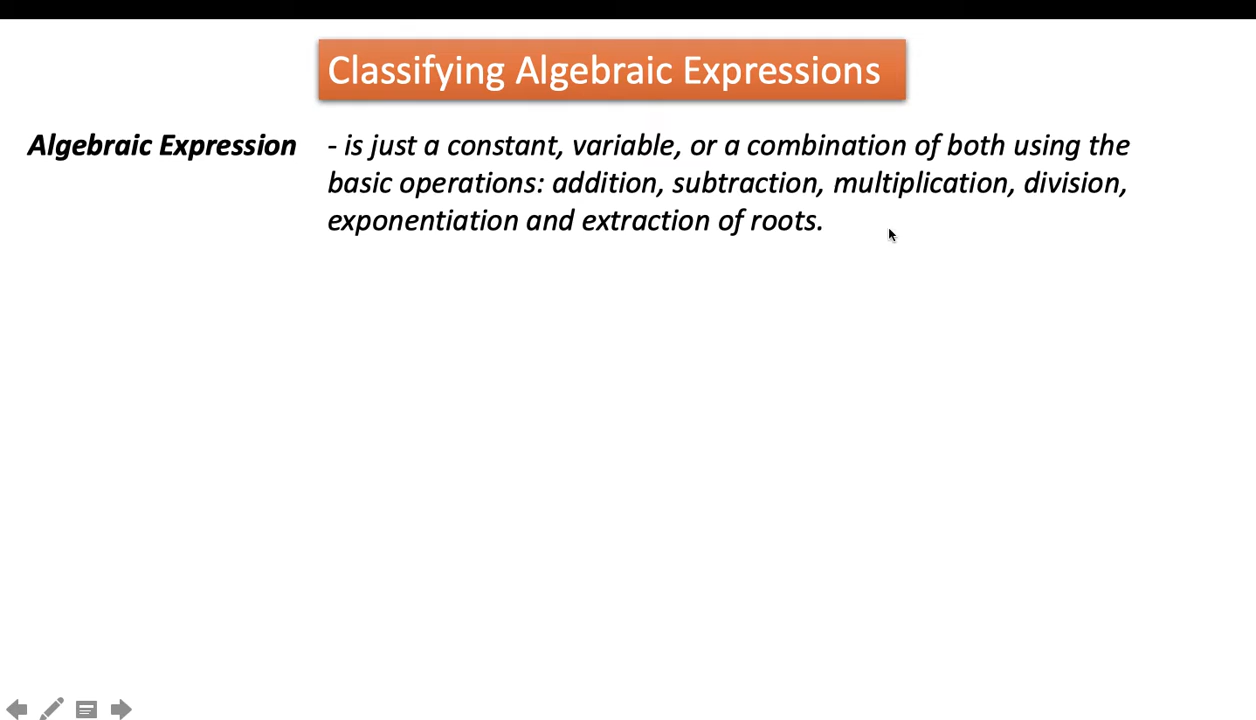 Classifying Algebraic Expressions
Algebraic Expression - is just a constant, variable, or a combination of both using the
basic operations: addition, subtraction, multiplication, division,
exponentiation and extraction of roots.